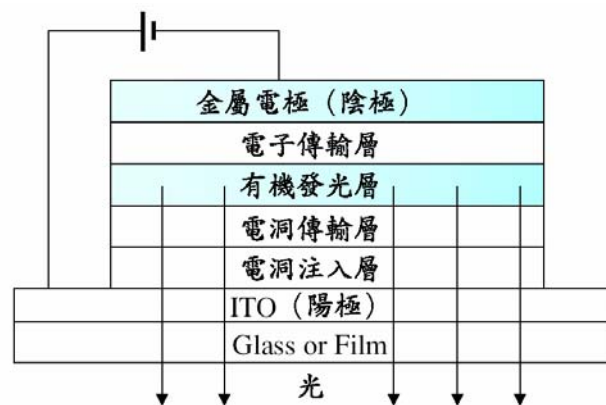 金屬電極（陰極）
電子傳輸層
有機發光層
電洞傳輸層
電洞注入層
ITO（陽極）
Glass or Film
光